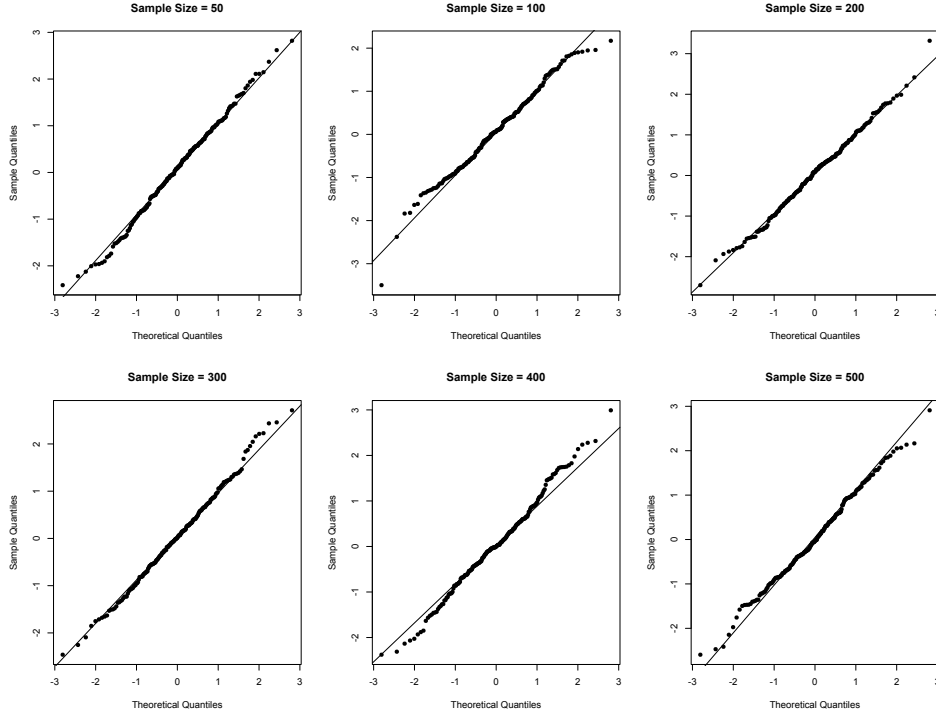 Sample Size = 50
Sample Size = 100
Sample Size = 200
Sample Quantiles
3
2
1
0
-1
-2
Sample Quantiles
2
1
0
-1
-2
-3
Sample Quantiles
3
2
1
0
-1
-2
-3 -2 -1 0 1 2 3
-3 -2 -1 0 1 2 3
-3 -2 -1 0 1 2 3
Theoretical Quantiles
Theoretical Quantiles
Theoretical Quantiles
Sample Size = 300
Sample Size = 400
Sample Size = 500
Sample Quantiles
2
1
0
-1
-2
Sample Quantiles
3
2
1
0
-1
-2
Sample Quantiles
3
2
1
0
-1
-2
-3 -2 -1 0 1 2 3
-3 -2 -1 0 1 2 3
-3 -2 -1 0 1 2 3
Theoretical Quantiles
Theoretical Quantiles
Theoretical Quantiles